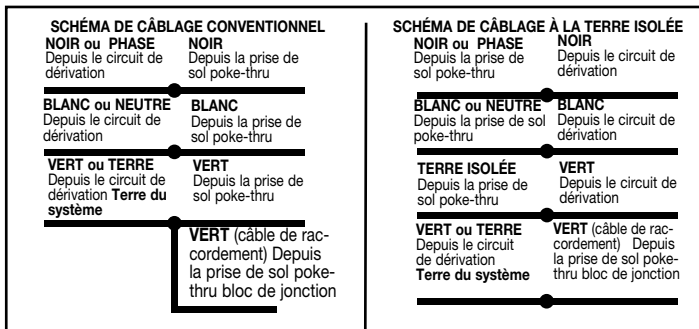 SCHÉMA DE CÂBLAGE CONVENTIONNEL
NOIR ou PHASE
Depuis le circuit de
dérivation
NOIR
Depuis la prise de
sol poke-thru
BLANC ou NEUTRE
Depuis le circuit de
dérivation
BLANC
Depuis la prise de
sol poke-thru
VERT ou TERRE
Depuis le circuit de
dérivation Terre du
système
VERT
Depuis la prise de
sol poke-thru
VERT (câble de rac-
cordement) Depuis
la prise de sol poke-
thru bloc de jonction
SCHÉMA DE CÂBLAGE À LA TERRE ISOLÉE
NOIR ou PHASE
Depuis la prise de
sol poke-thru
NOIR
Depuis le circuit de
dérivation
BLANC ou NEUTRE
Depuis la prise de sol
poke-thru
BLANC
Depuis le circuit de
dérivation
TERRE ISOLÉE
Depuis la prise de
sol poke-thru
VERT
Depuis le circuit de
dérivation
VERT ou TERRE
Depuis le circuit
de dérivation
Terre du système
VERT (câble de rac-
cordement) Depuis
la prise de sol poke-
thru bloc de jonction